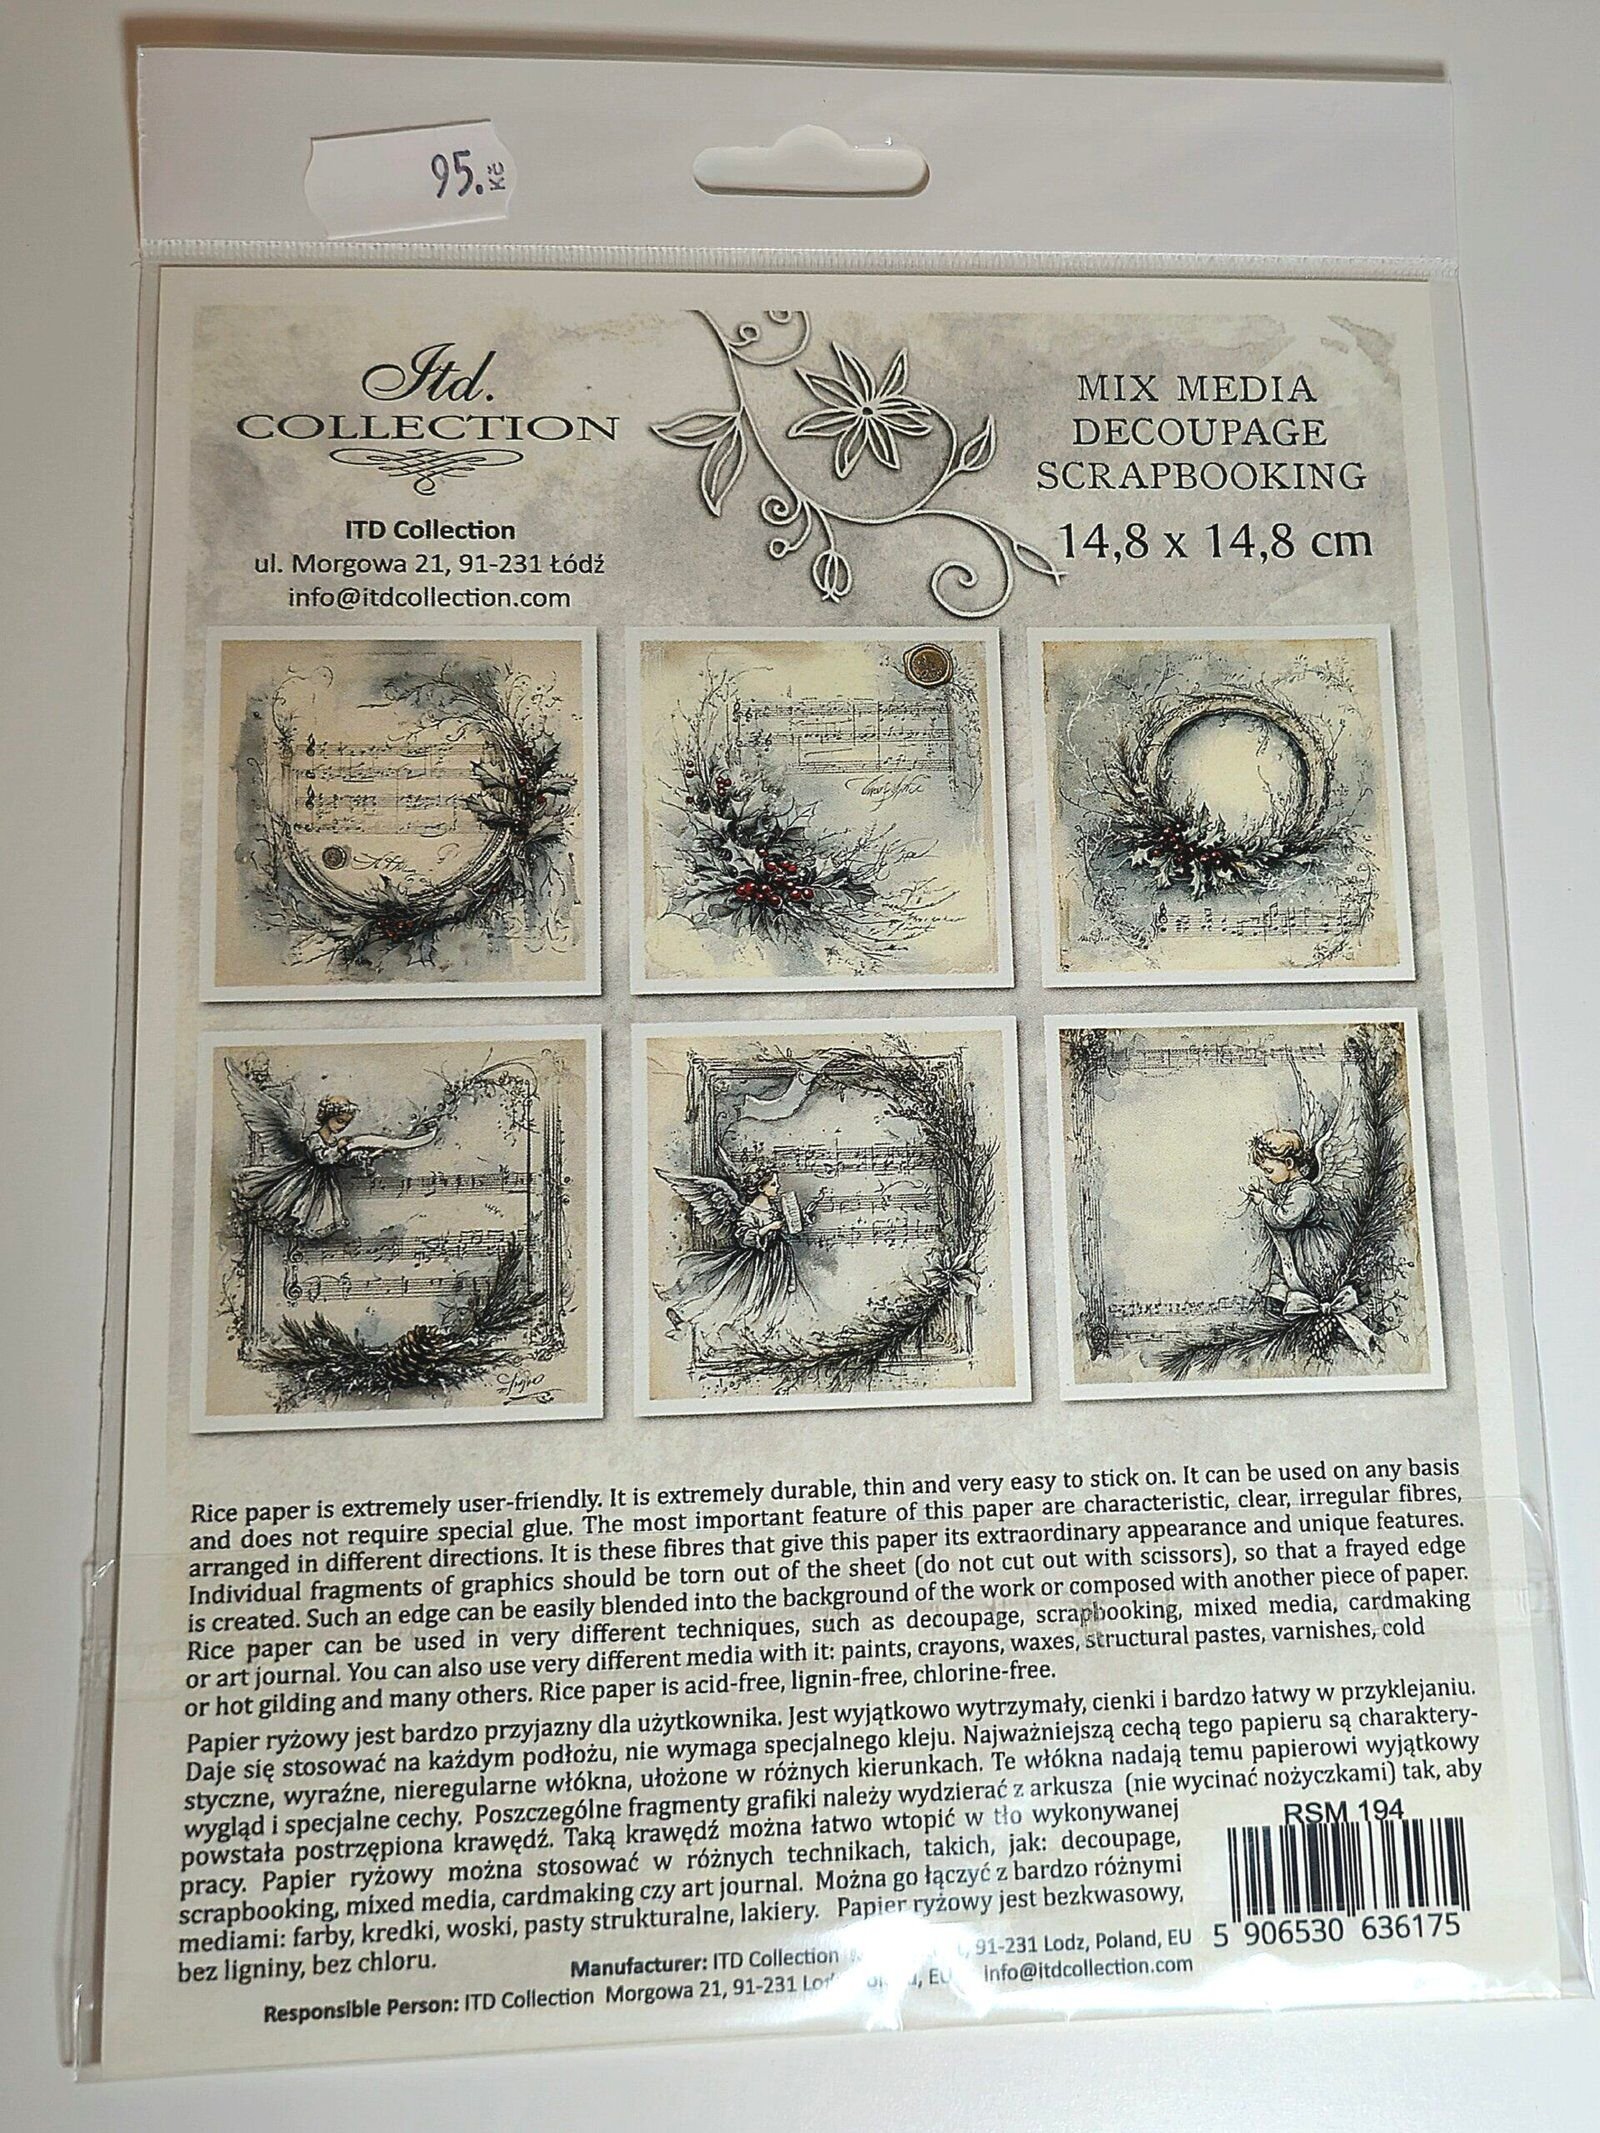 95. Kč
Itd.
COLLECTION
ITD Collection
ul. Morgowa 21, 91-231 Łódź
info@itdcollection.com
MIX MEDIA
DECOUPAGE
SCRAPBOOKING
14,8 x 14,8 cm
Rice paper is extremely user-friendly. It is extremely durable, thin and very easy to stick on. It can be used on any basis
and does not require special glue. The most important feature of this paper are characteristic, clear, irregular fibres,
arranged in different directions. It is these fibres that give this paper its extraordinary appearance and unique features.
Individual fragments of graphics should be torn out of the sheet (do not cut out with scissors), so that a frayed edge
is created. Such an edge can be easily blended into the background of the work or composed with another piece of paper.
Rice paper can be used in very different techniques, such as decoupage, scrapbooking, mixed media, cardmaking
or art journal. You can also use very different media with it: paints, crayons, waxes, structural pastes, varnishes, cold
or hot gilding and many others. Rice paper is acid-free, lignin-free, chlorine-free.
Papier ryżowy jest bardzo przyjazny dla użytkownika. Jest wyjątkowo wytrzymały, cienki i bardzo łatwy w przyklejaniu.
Daje się stosować na każdym podłożu, nie wymaga specjalnego kleju. Najważniejszą cechą tego papieru są charaktery-
styczne, wyraźne, nieregularne włókna, ułożone w różnych kierunkach. Te włókna nadają temu papierowi wyjątkowy
wygląd i specjalne cechy. Poszczególne fragmenty grafiki należy wydzierać z arkusza (nie wycinać nożyczkami) tak, aby
powstała postrzępiona krawędź. Taką krawędź można łatwo wtopić w tło wykonywanej
pracy. Papier ryżowy można stosować w różnych technikach, takich, jak: decoupage,
scrapbooking, mixed media, cardmaking czy art journal. Można go łączyć z bardzo różnymi
mediami: farby, kredki, woski, pasty strukturalne, lakiery. Papier ryżowy jest bezkwasowy,
bez ligniny, bez chloru.
RSM 194
5 906530 636175
Manufacturer: ITD Collection 91-231 Lodz, Poland, EU
Responsible Person: ITD Collection Morgowa 21, 91-231 info@itdcollection.com